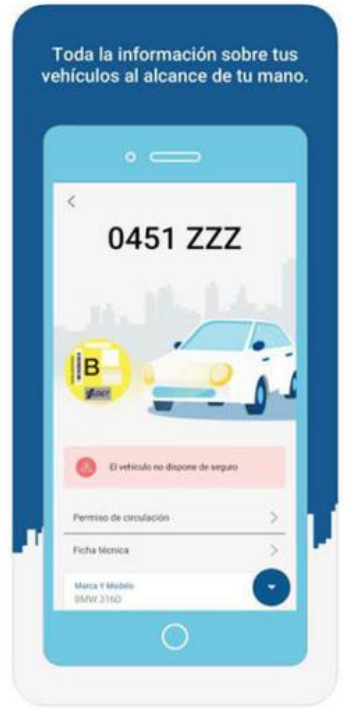 Toda la información sobre tus
vehículos al alcance de tu mano.
0451 ZZZ
B
El vehículo no dispone de seguro
Permiso de circulación
Ficha técnica
Marca Y Modelo
BMW 316D